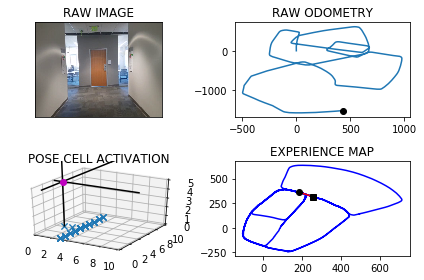 RAW IMAGE
RAW ODOMETRY
0
−1000
−500 0 500 1000
POSE CELL ACTIVATION
5
4
3
2
1
0
0 2 4 6 8 10
0 2 4 6 8 10
EXPERIENCE MAP
500
250
0
−250
0 200 400 600